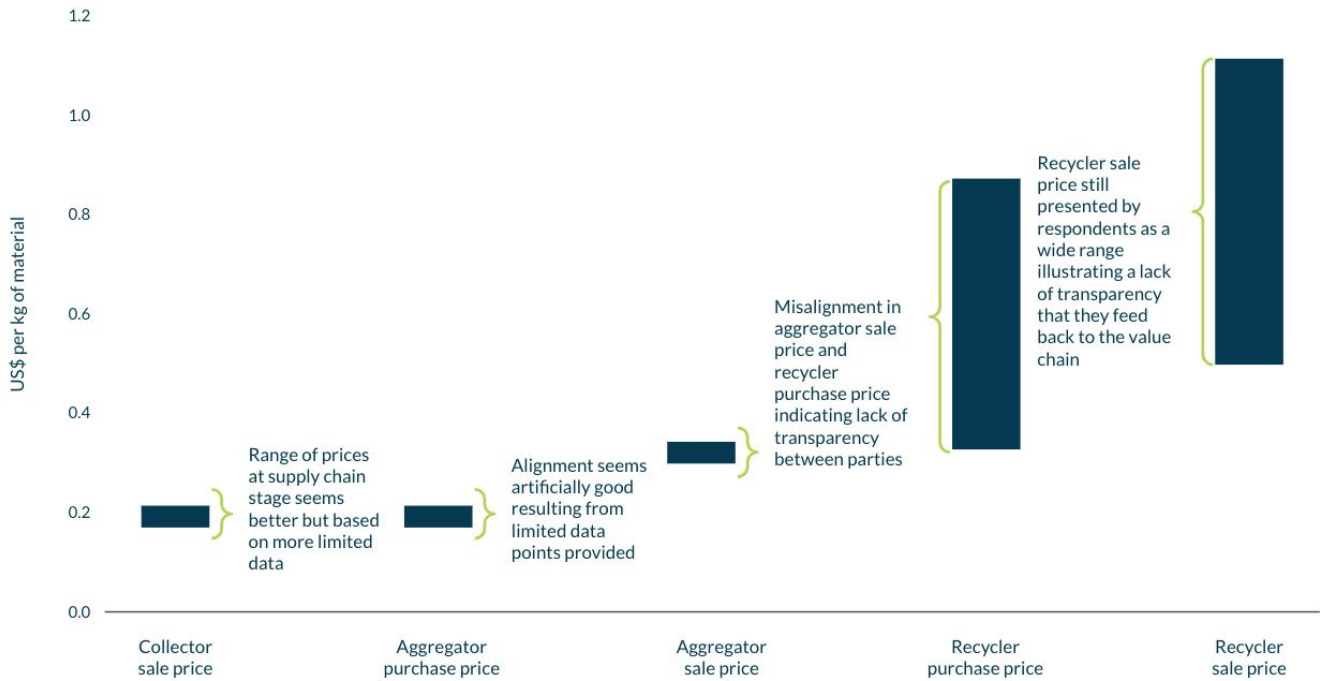 US$ per kg of material
1.2
1.0
0.8
0.6
0.4
0.2
0.0
Range of prices
at supply chain
stage seems
better but based
on more limited
data
Alignment seems
artificially good
resulting from
limited data
points provided
Misalignment in
aggregator sale
price and
recycler
purchase price
indicating lack of
transparency
between parties
Recycler sale
price still
presented by
respondents as a
wide range
illustrating a lack
of transparency
that they feed
back to the value
chain
Collector
sale price
Aggregator
purchase price
Aggregator
sale price
Recycler
purchase price
Recycler
sale price